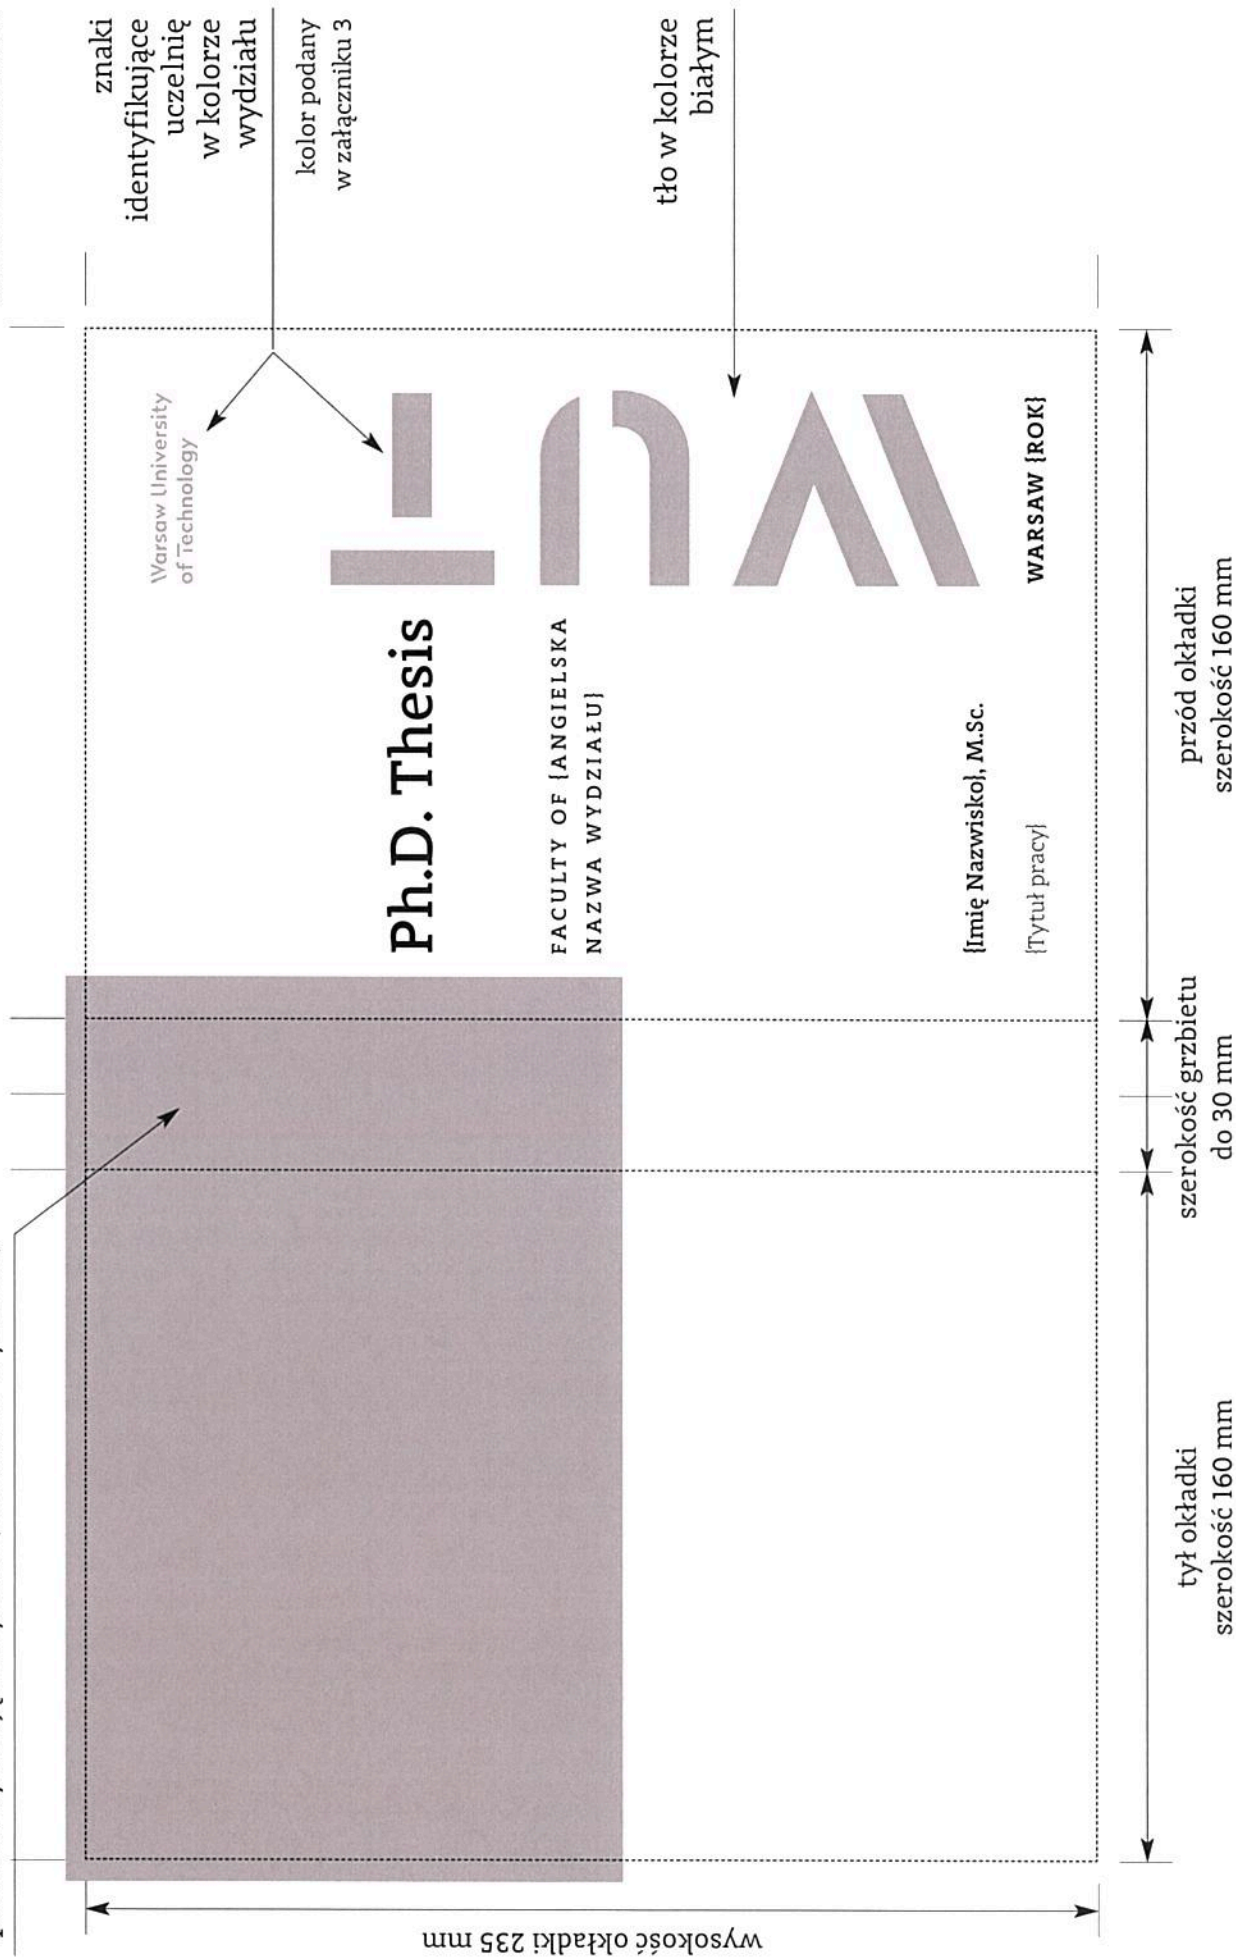 znaki
identyfikujące
uczelnię
w kolorze
wydziału
kolor podany
w załączniku 3
tło w kolorze
białym
Warsaw University
of Technology
Ph.D. Thesis
FACULTY OF {ANGIELSKA
NAZWA WYDZIAŁU}
WUT
{Imię Nazwisko}, M.Sc.
{Tytuł pracy}
WARSAW {ROK}
wysokość okładki 235 mm
tył okładki
szerokość 160 mm
szerokość grzbietu
do 30 mm
przód okładki
szerokość 160 mm